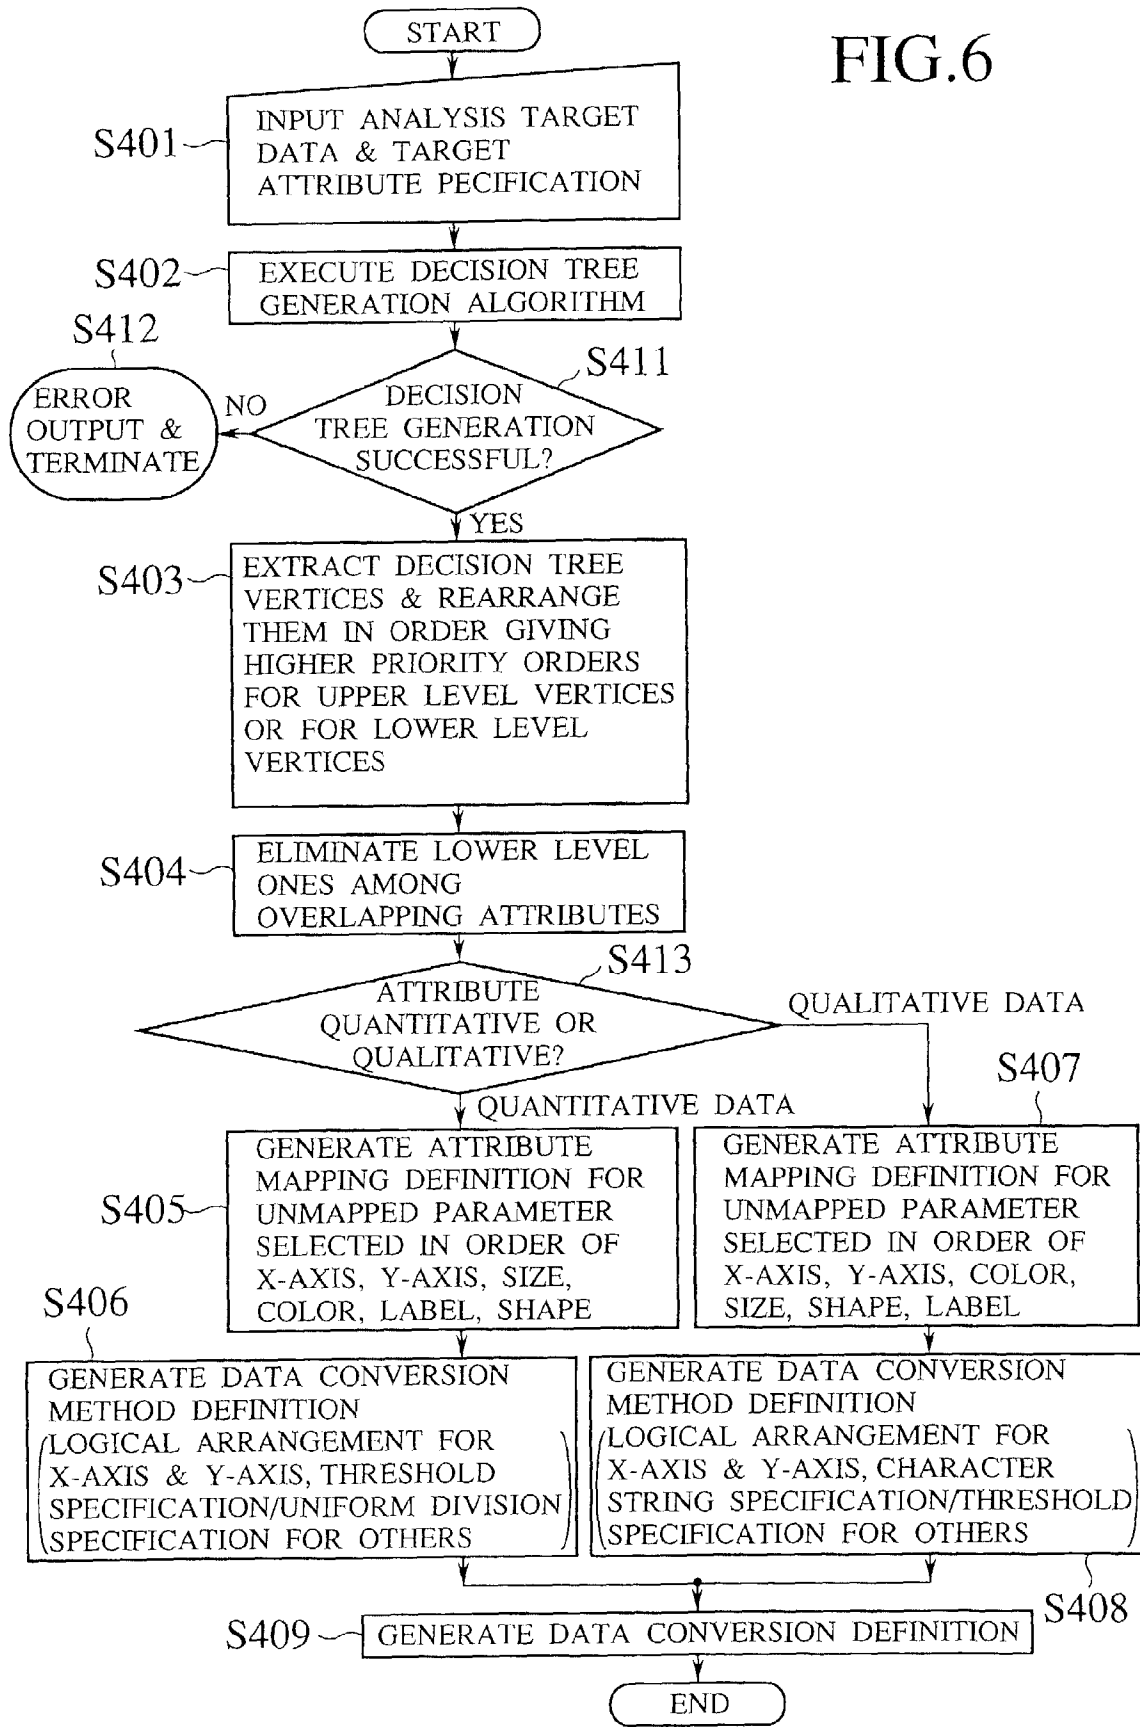 START
FIG.6
S401
INPUT ANALYSIS TARGET
DATA & TARGET
ATTRIBUTE PECIFICATION
S402
EXECUTE DECISION TREE
GENERATION ALGORITHM
S412
ERROR
OUTPUT &
TERMINATE
NO
S411
DECISION
TREE GENERATION
SUCCESSFUL?
YES
S403
EXTRACT DECISION TREE
VERTICES & REARRANGE
THEM IN ORDER GIVING
HIGHER PRIORITY ORDERS
FOR UPPER LEVEL VERTICES
OR FOR LOWER LEVEL
VERTICES
S404
ELIMINATE LOWER LEVEL
ONES AMONG
OVERLAPPING ATTRIBUTES
S413
ATTRIBUTE
QUANTITATIVE OR
QUALITATIVE?
QUALITATIVE DATA
QUANTITATIVE DATA
S405
GENERATE ATTRIBUTE
MAPPING DEFINITION FOR
UNMAPPED PARAMETER
SELECTED IN ORDER OF
X-AXIS, Y-AXIS, SIZE,
COLOR, LABEL, SHAPE
S407
GENERATE ATTRIBUTE
MAPPING DEFINITION FOR
UNMAPPED PARAMETER
SELECTED IN ORDER OF
X-AXIS, Y-AXIS, COLOR,
SIZE, SHAPE, LABEL
S406
GENERATE DATA CONVERSION
METHOD DEFINITION
(LOGICAL ARRANGEMENT FOR
X-AXIS & Y-AXIS, THRESHOLD
SPECIFICATION/UNIFORM DIVISION
SPECIFICATION FOR OTHERS)
GENERATE DATA CONVERSION
METHOD DEFINITION
(LOGICAL ARRANGEMENT FOR
X-AXIS & Y-AXIS, CHARACTER
STRING SPECIFICATION/THRESHOLD
SPECIFICATION FOR OTHERS)
S408
S409
GENERATE DATA CONVERSION DEFINITION
END